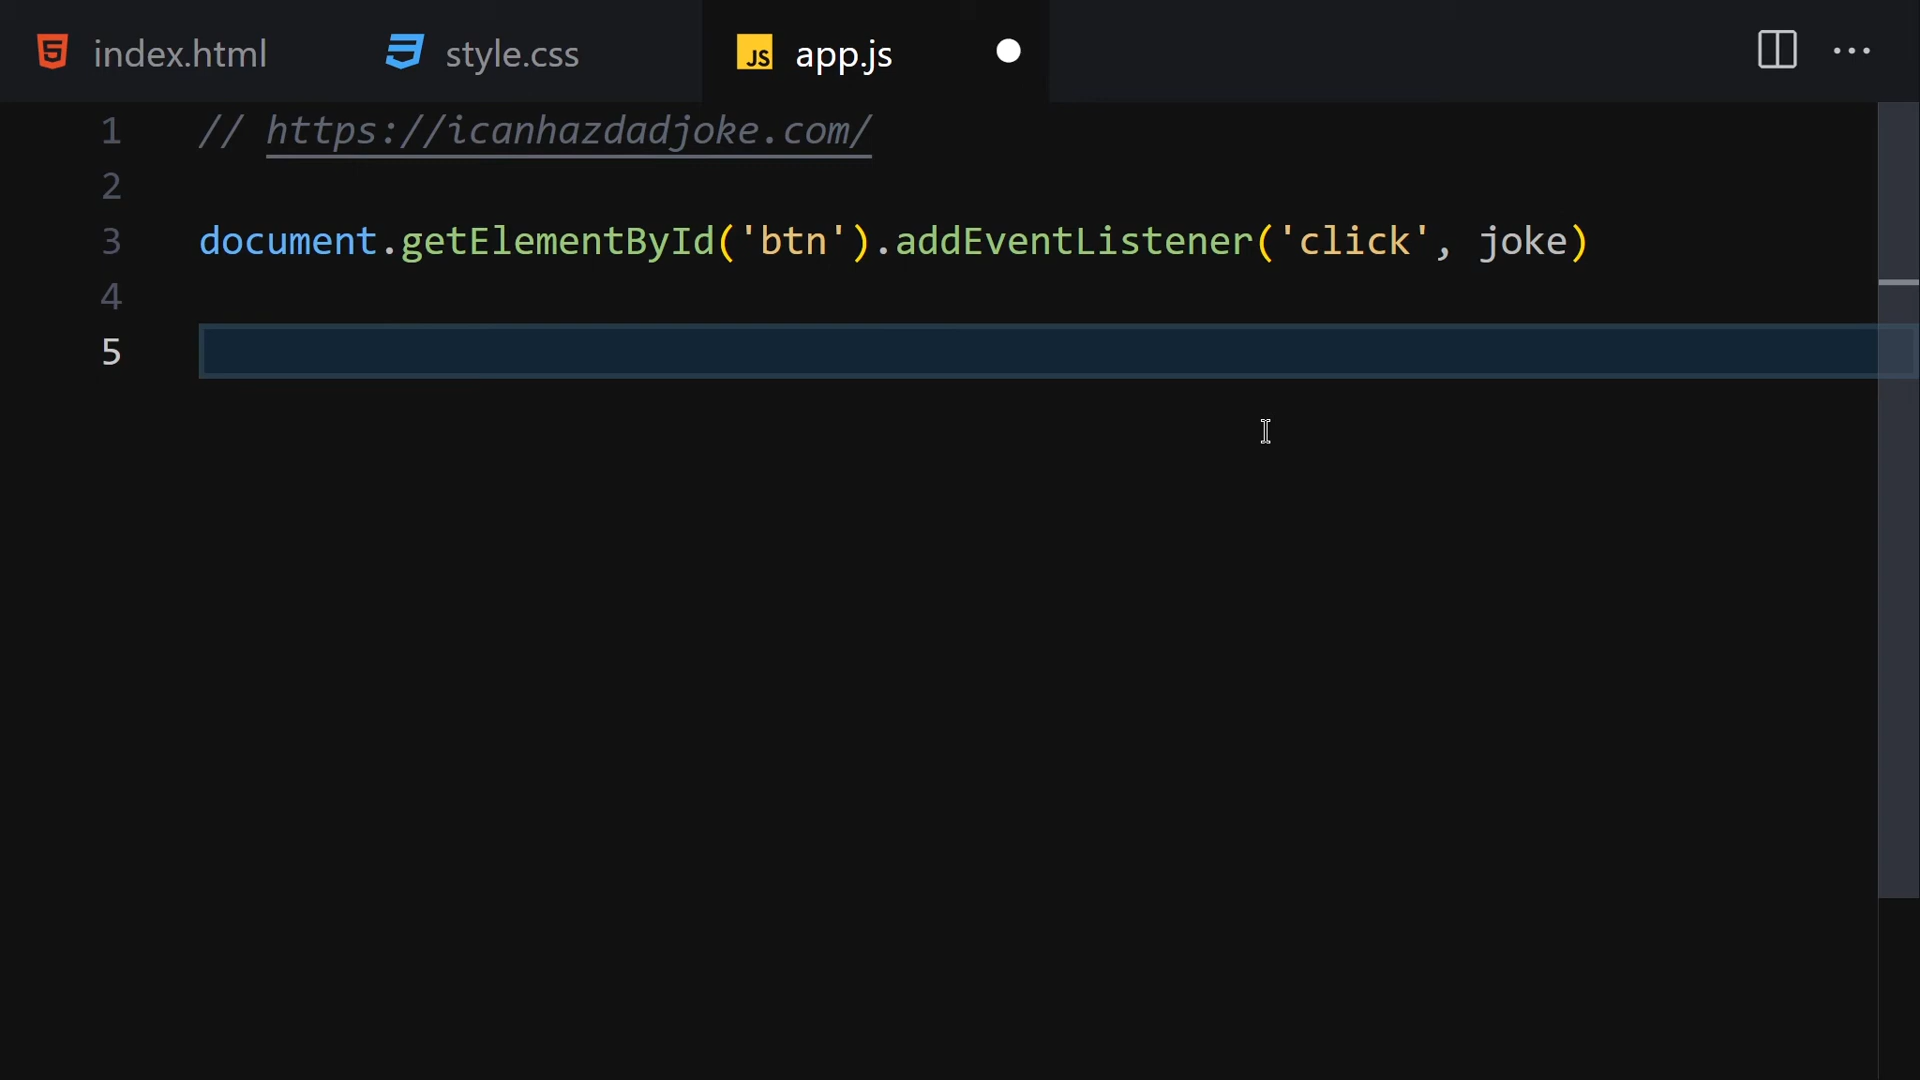 index.html style.css JS app.js
1 // https://icanhazdadjoke.com/
2
3 document.getElementById('btn').addEventListener('click', joke)
4
5